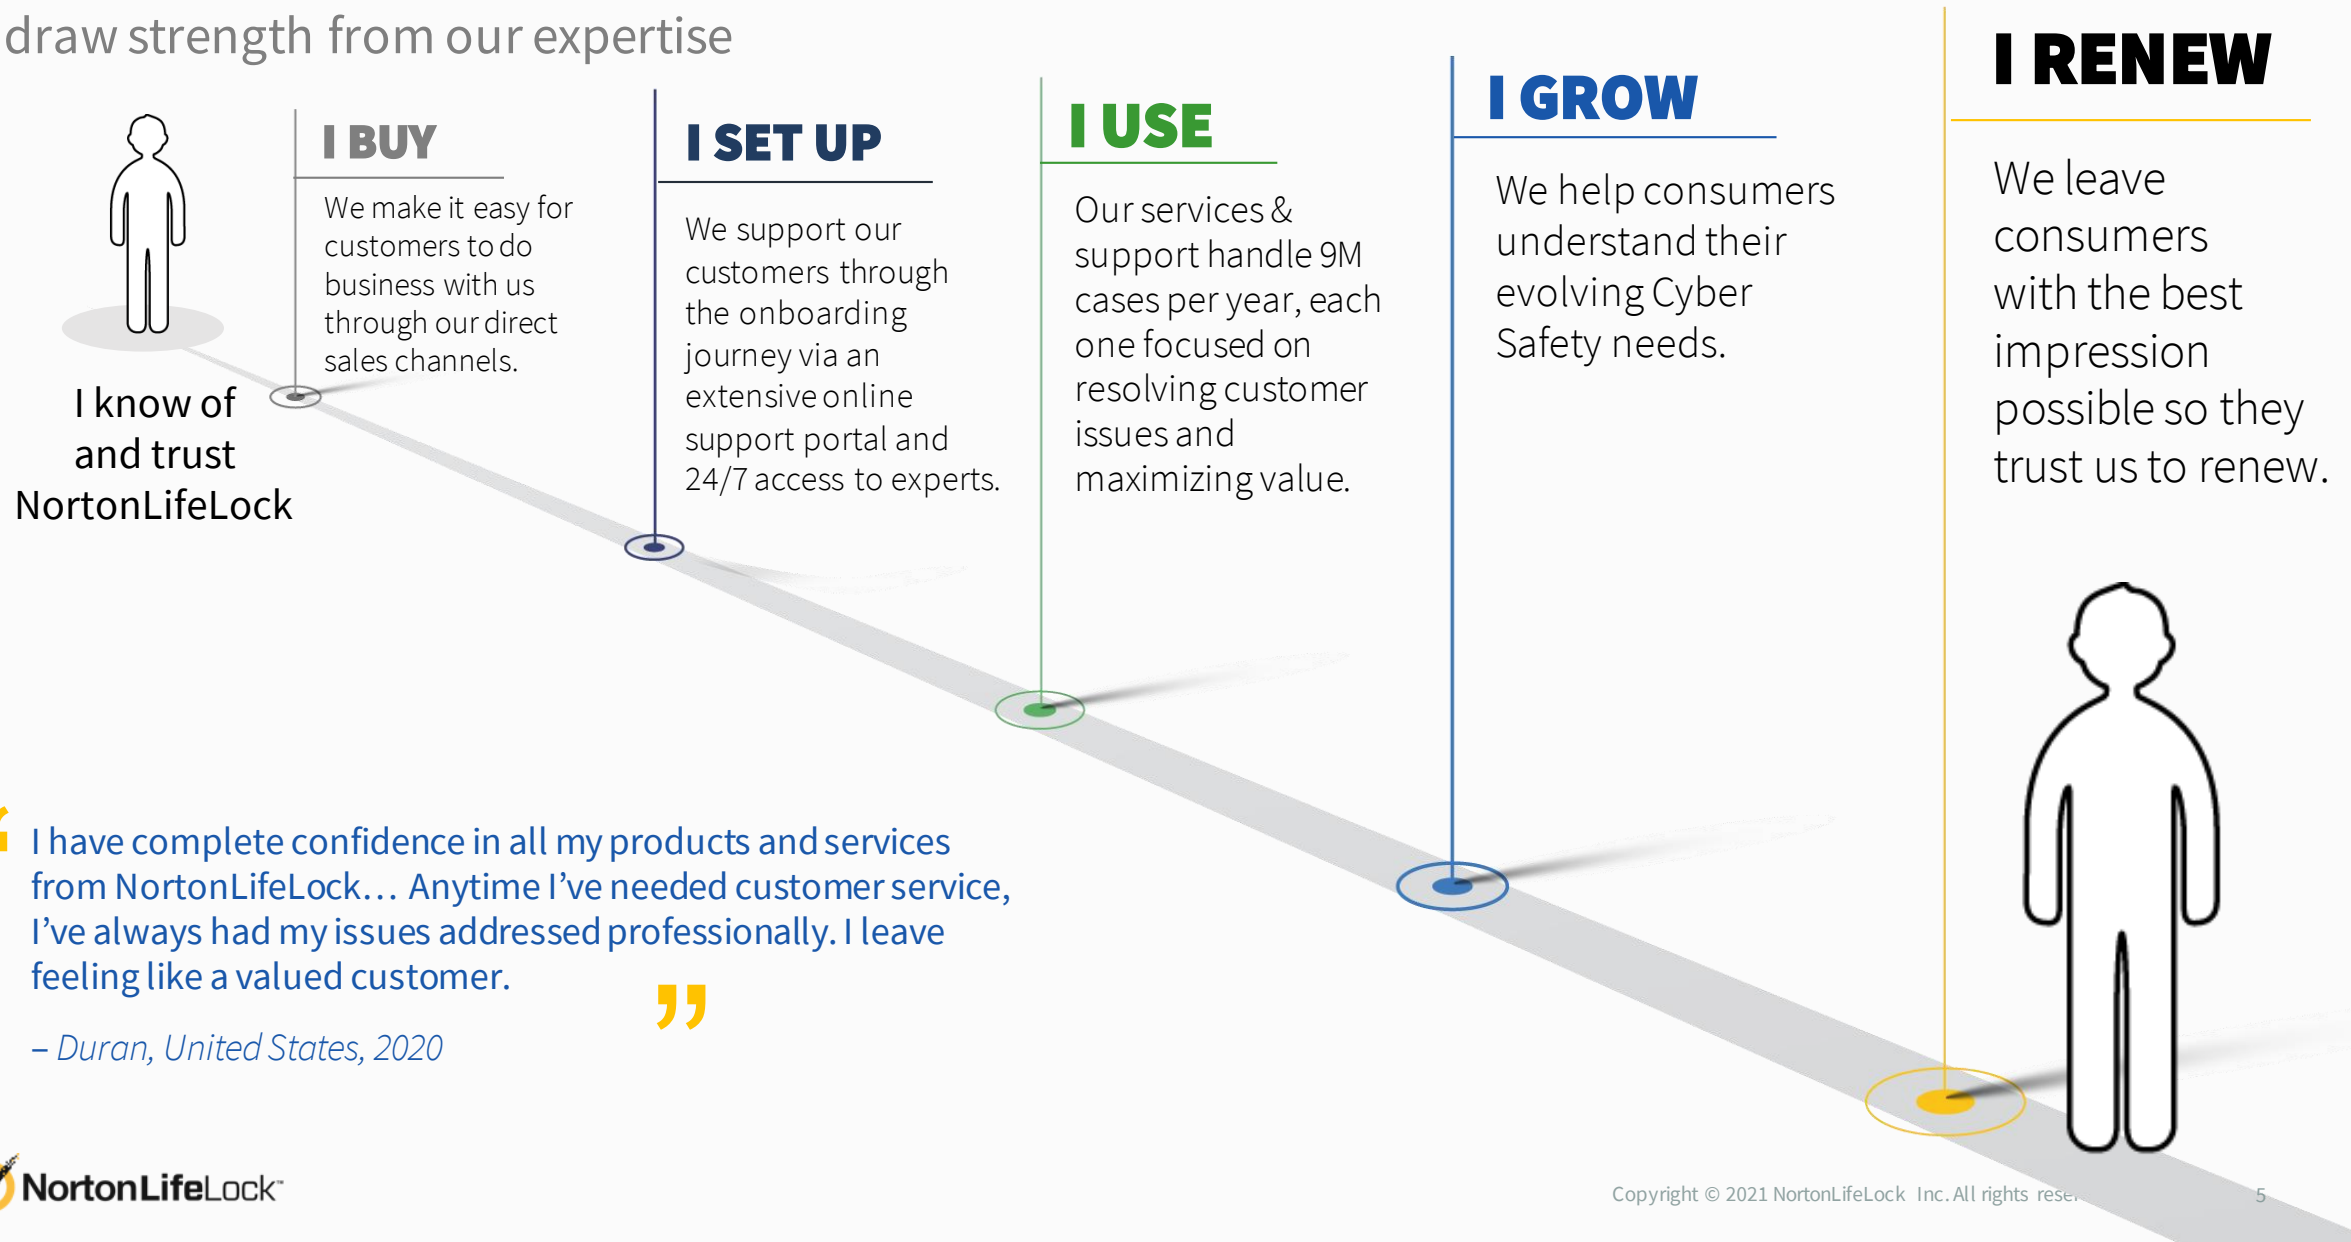 draw strength from our expertise
I know of
and trust
NortonLifeLock
I BUY
We make it easy for
customers to do
business with us
through our direct
sales channels.
I SET UP
We support our
customers through
the onboarding
journey via an
extensive online
support portal and
24/7 access to experts.
I USE
Our services &
support handle 9M
cases per year, each
one focused on
resolving customer
issues and
maximizing value.
I GROW
We help consumers
understand their
evolving Cyber
Safety needs.
I RENEW
We leave
consumers
with the best
impression
possible so they
trust us to renew.
“ I have complete confidence in all my products and services
from NortonLifeLock… Anytime I’ve needed customer service,
I’ve always had my issues addressed professionally. I leave
feeling like a valued customer. ”
– Duran, United States, 2020
NortonLifeLock™
Copyright © 2021 NortonLifeLock Inc. All rights reser
5